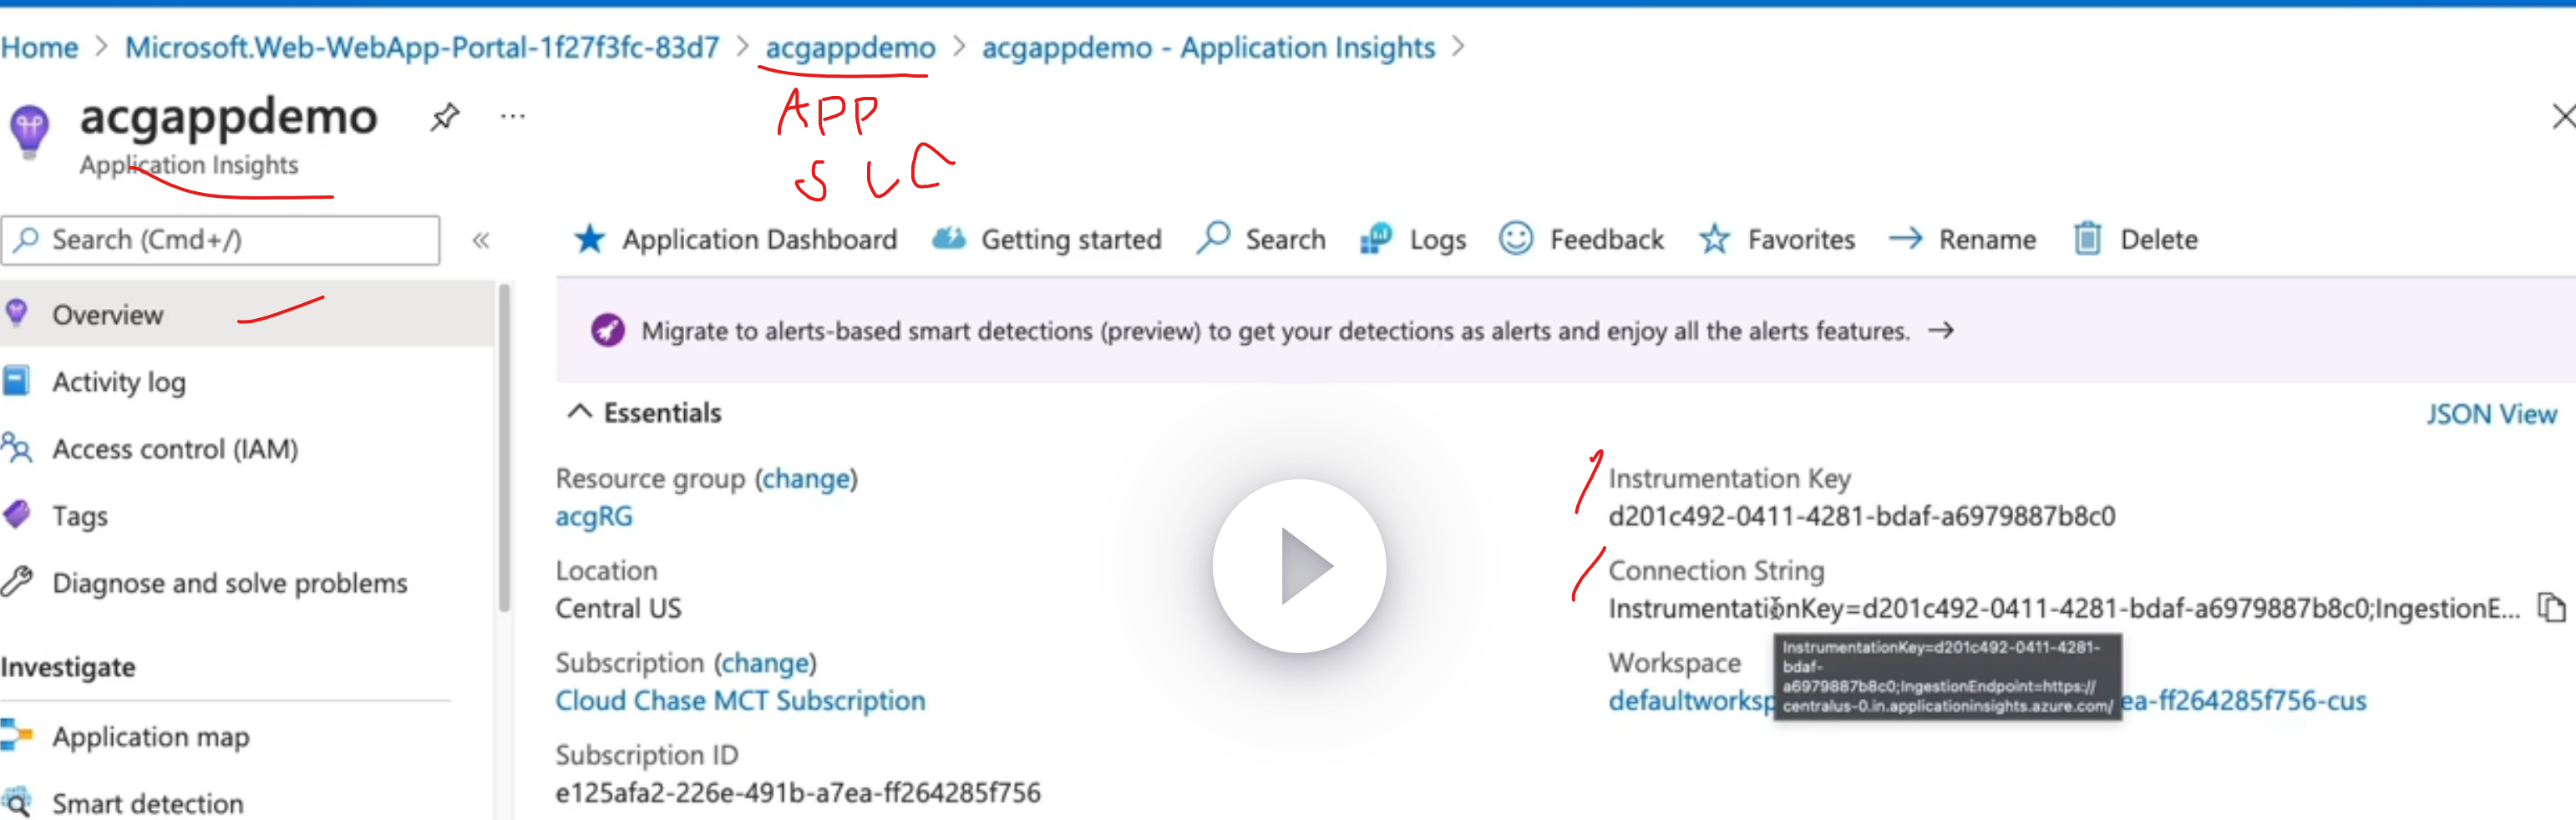 Home > Microsoft.Web-WebApp-Portal-1f27f3fc-83d7 > acgappdemo > acgappdemo - Application Insights >
acgappdemo
Application Insights
APP
SVC
Search (Cmd+/)
«
Application Dashboard
Getting started
Search
Logs
Feedback
Favorites
Rename
Delete
Overview
Activity log
Access control (IAM)
Tags
Diagnose and solve problems
Investigate
Application map
Smart detection
Migrate to alerts-based smart detections (preview) to get your detections as alerts and enjoy all the alerts features. →
Essentials
JSON View
Resource group (change)
acgRG
Location
Central US
Subscription (change)
Cloud Chase MCT Subscription
Subscription ID
e125afa2-226e-491b-a7ea-ff264285f756
Instrumentation Key
d201c492-0411-4281-bdaf-a6979887b8c0
Connection String
InstrumentationKey=d201c492-0411-4281-bdaf-a6979887b8c0;IngestionE...
Workspace
defaultworksp ea-ff264285f756-cus
InstrumentationKey=d201c492-0411-4281-
bdaf-
a6979887b8c0;IngestionEndpoint=https://
centralus-0.in.applicationinsights.azure.com/